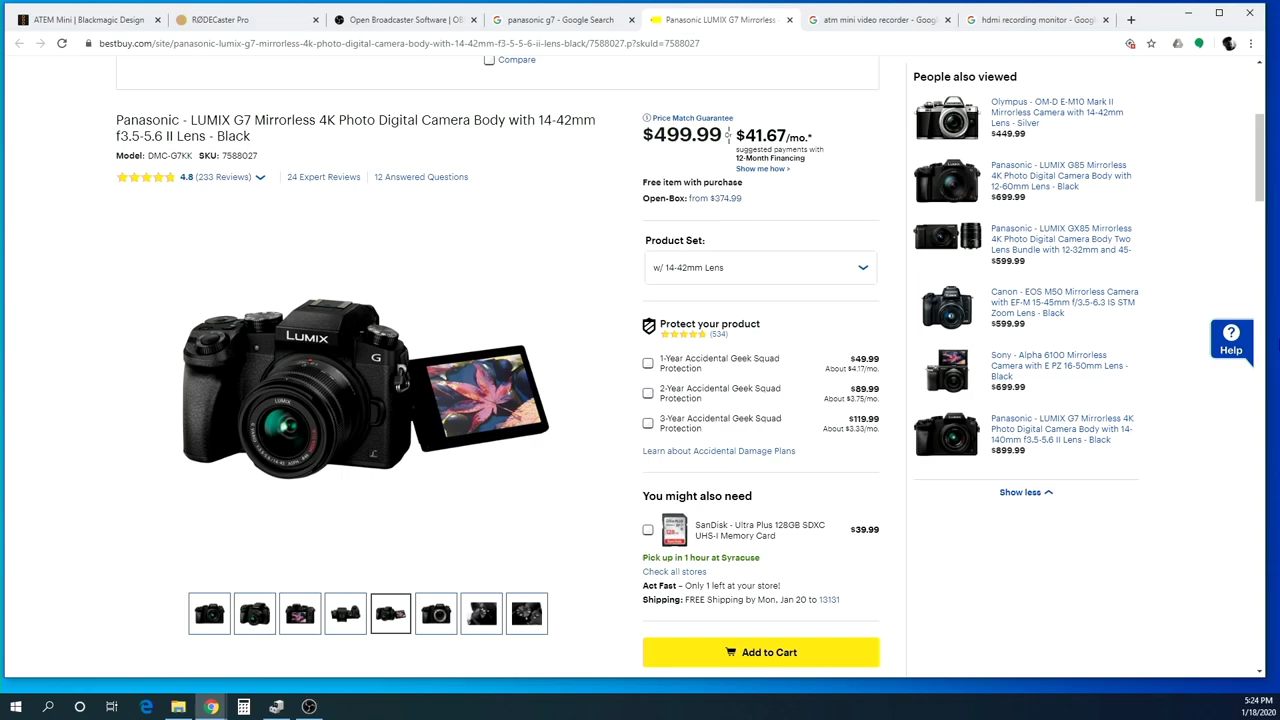 ATEM Mini | Blackmagic Design
RØDECaster Pro
Open Broadcaster Software | O
panasonic g7 - Google Search
Panasonic LUMIX G7 Mirrorless
atm mini video recorder - Google
hdmi recording monitor - Google
bestbuy.com/site/panasonic-lumix-g7-mirrorless-4k-photo-digital-camera-body-with-14-42mm-f3-5-5-6-ii-lens-black/7588027.p?skuId=7588027
Compare
Panasonic - LUMIX G7 Mirrorless 4K Photo Digital Camera Body with 14-42mm
f3.5-5.6 II Lens - Black
Model: DMC-G7KK SKU: 7588027
4.8 (233 Reviews)
24 Expert Reviews
12 Answered Questions
LUMIX
G
LUMIX
Price Match Guarantee
$499.99
$41.67/mo.*
suggested payments with
12-Month Financing
Show me how >
Free item with purchase
Open-Box: from $374.99
Product Set:
w/ 14-42mm Lens
Protect your product
(534)
1-Year Accidental Geek Squad
Protection
$49.99
About $4.17/mo.
2-Year Accidental Geek Squad
Protection
$89.99
About $3.75/mo.
3-Year Accidental Geek Squad
Protection
$119.99
About $3.33/mo.
Learn about Accidental Damage Plans
You might also need
SanDisk - Ultra Plus 128GB SDXC
UHS-I Memory Card
$39.99
Pick up in 1 hour at Syracuse
Check all stores
Act Fast – Only 1 left at your store!
Shipping: FREE Shipping by Mon. Jan 20 to 13131
Add to Cart
People also viewed
Olympus - OM-D E-M10 Mark II
Mirrorless Camera with 14-42mm
Lens - Silver
$449.99
Panasonic - LUMIX G85 Mirrorless
4K Photo Digital Camera Body with
12-60mm Lens - Black
$699.99
Panasonic - LUMIX GX85 Mirrorless
4K Photo Digital Camera Body Two
Lens Bundle with 12-32mm and 45-
$599.99
Canon - EOS M50 Mirrorless Camera
with EF-M 15-45mm f/3.5-6.3 IS STM
Zoom Lens - Black
$599.99
Sony - Alpha 6100 Mirrorless
Camera with E PZ 16-50mm Lens -
Black
$699.99
Panasonic - LUMIX G7 Mirrorless 4K
Photo Digital Camera Body with 14-
140mm f3.5-5.6 II Lens - Black
$899.99
Show less
Help
5:24 PM
1/18/2020